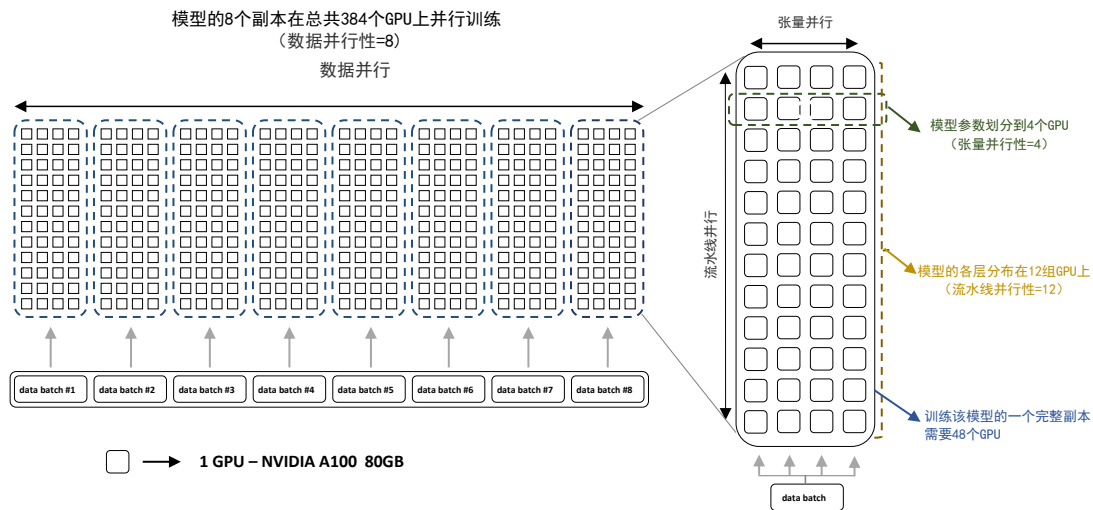 模型的8个副本在总共384个GPU上并行训练
（数据并行性=8）
数据并行
data batch #1
data batch #2
data batch #3
data batch #4
data batch #5
data batch #6
data batch #7
data batch #8
1 GPU – NVIDIA A100 80GB
张量并行
流水线并行
模型参数划分到4个GPU
（张量并行性=4）
模型的各层分布在12组GPU上
（流水线并行性=12）
训练该模型的一个完整副本
需要48个GPU
data batch